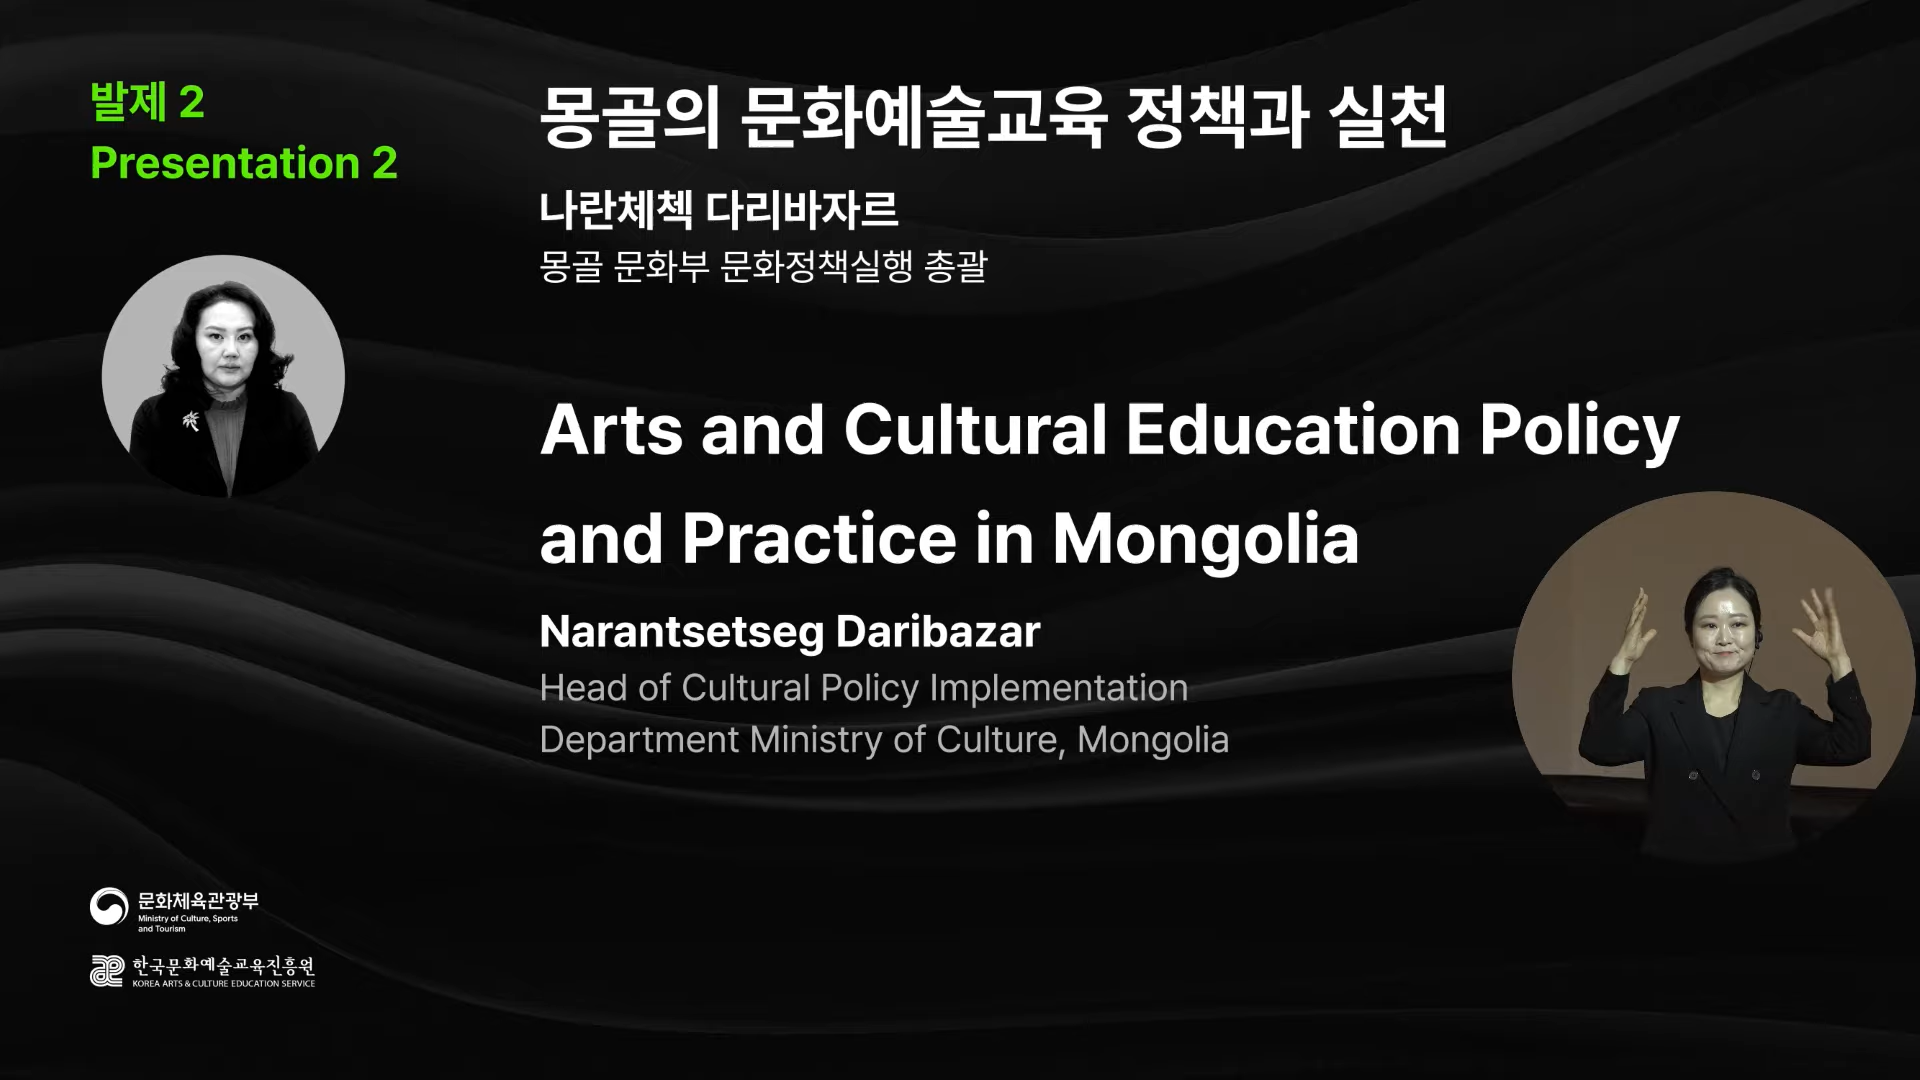 발제 2
Presentation 2
몽골의 문화예술교육 정책과 실천
나란체첵 다리바자르
몽골 문화부 문화정책실행 총괄
Arts and Cultural Education Policy
and Practice in Mongolia
Narantsetseg Daribazar
Head of Cultural Policy Implementation
Department Ministry of Culture, Mongolia
문화체육관광부
Ministry of Culture, Sports
and Tourism
한국문화예술교육진흥원
KOREA ARTS & CULTURE EDUCATION SERVICE